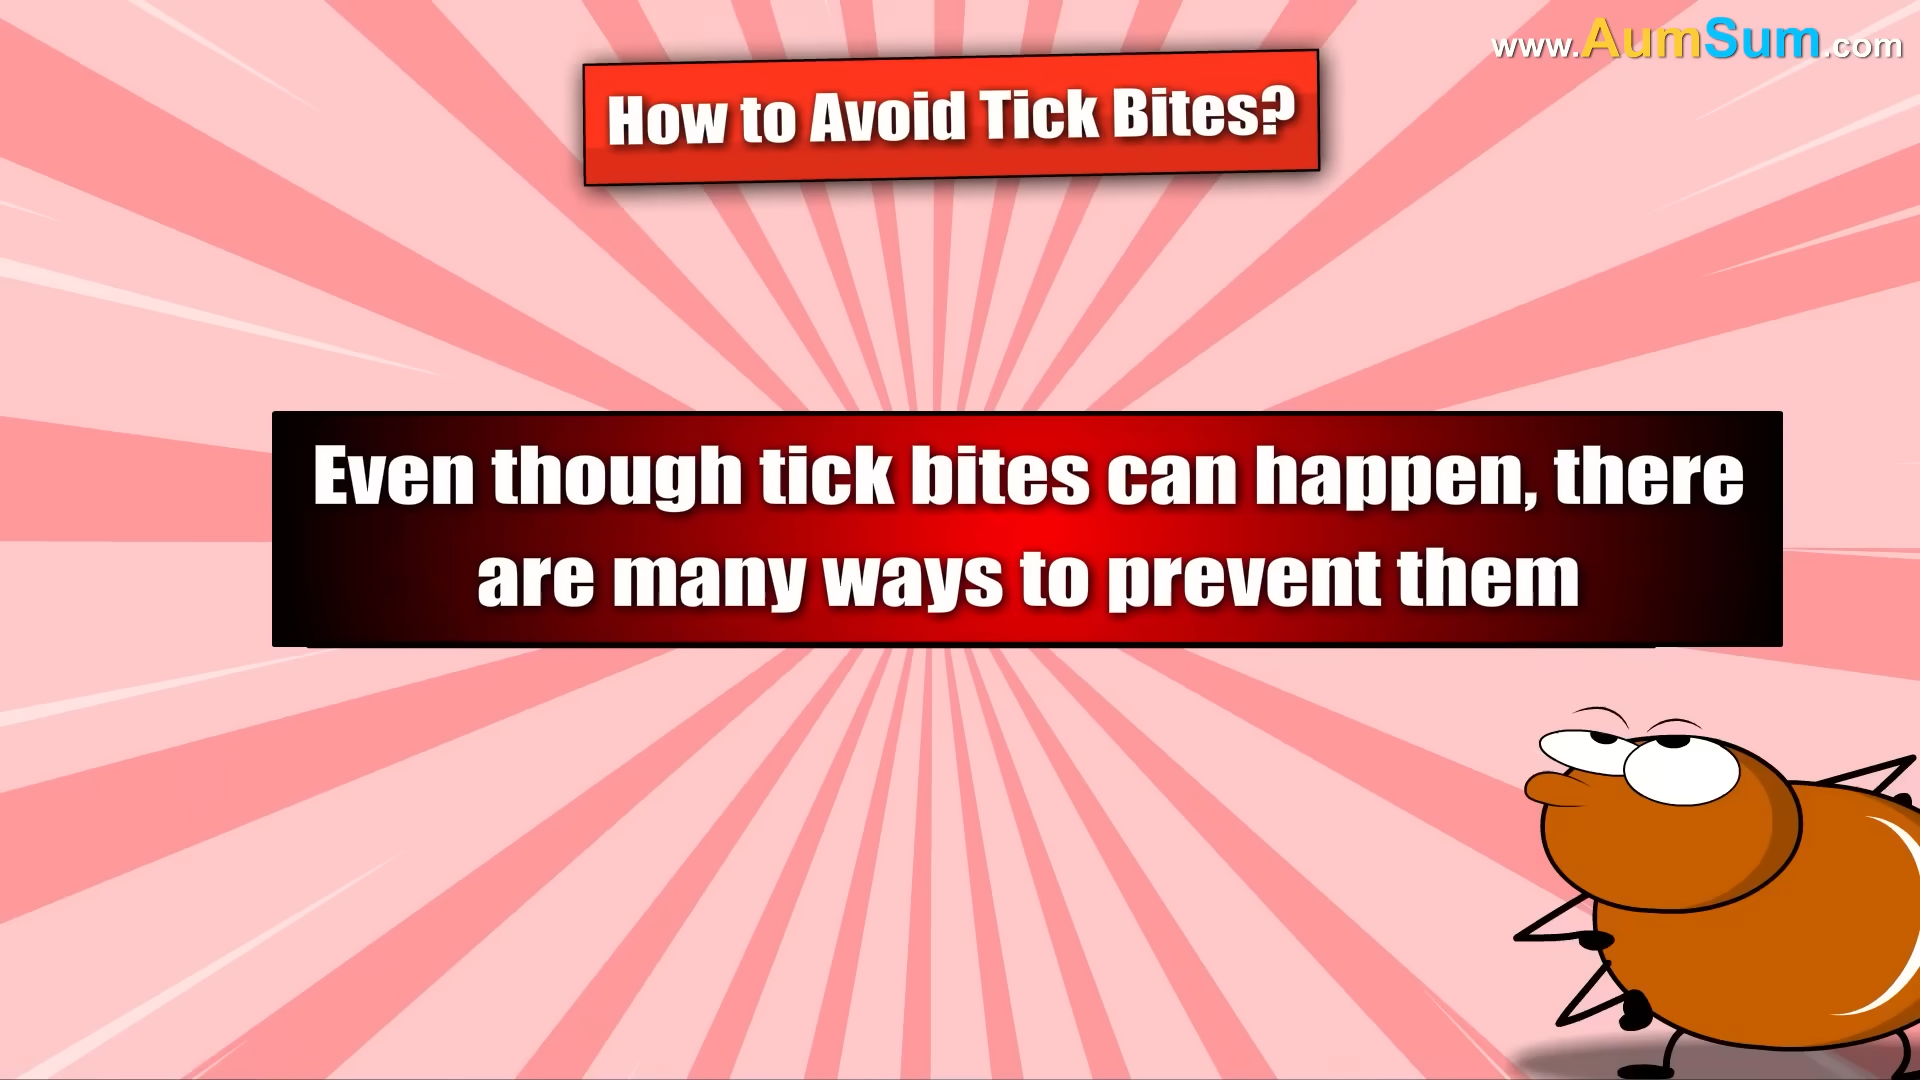 www.AumSum.com
How to Avoid Tick Bites?
Even though tick bites can happen, there
are many ways to prevent them